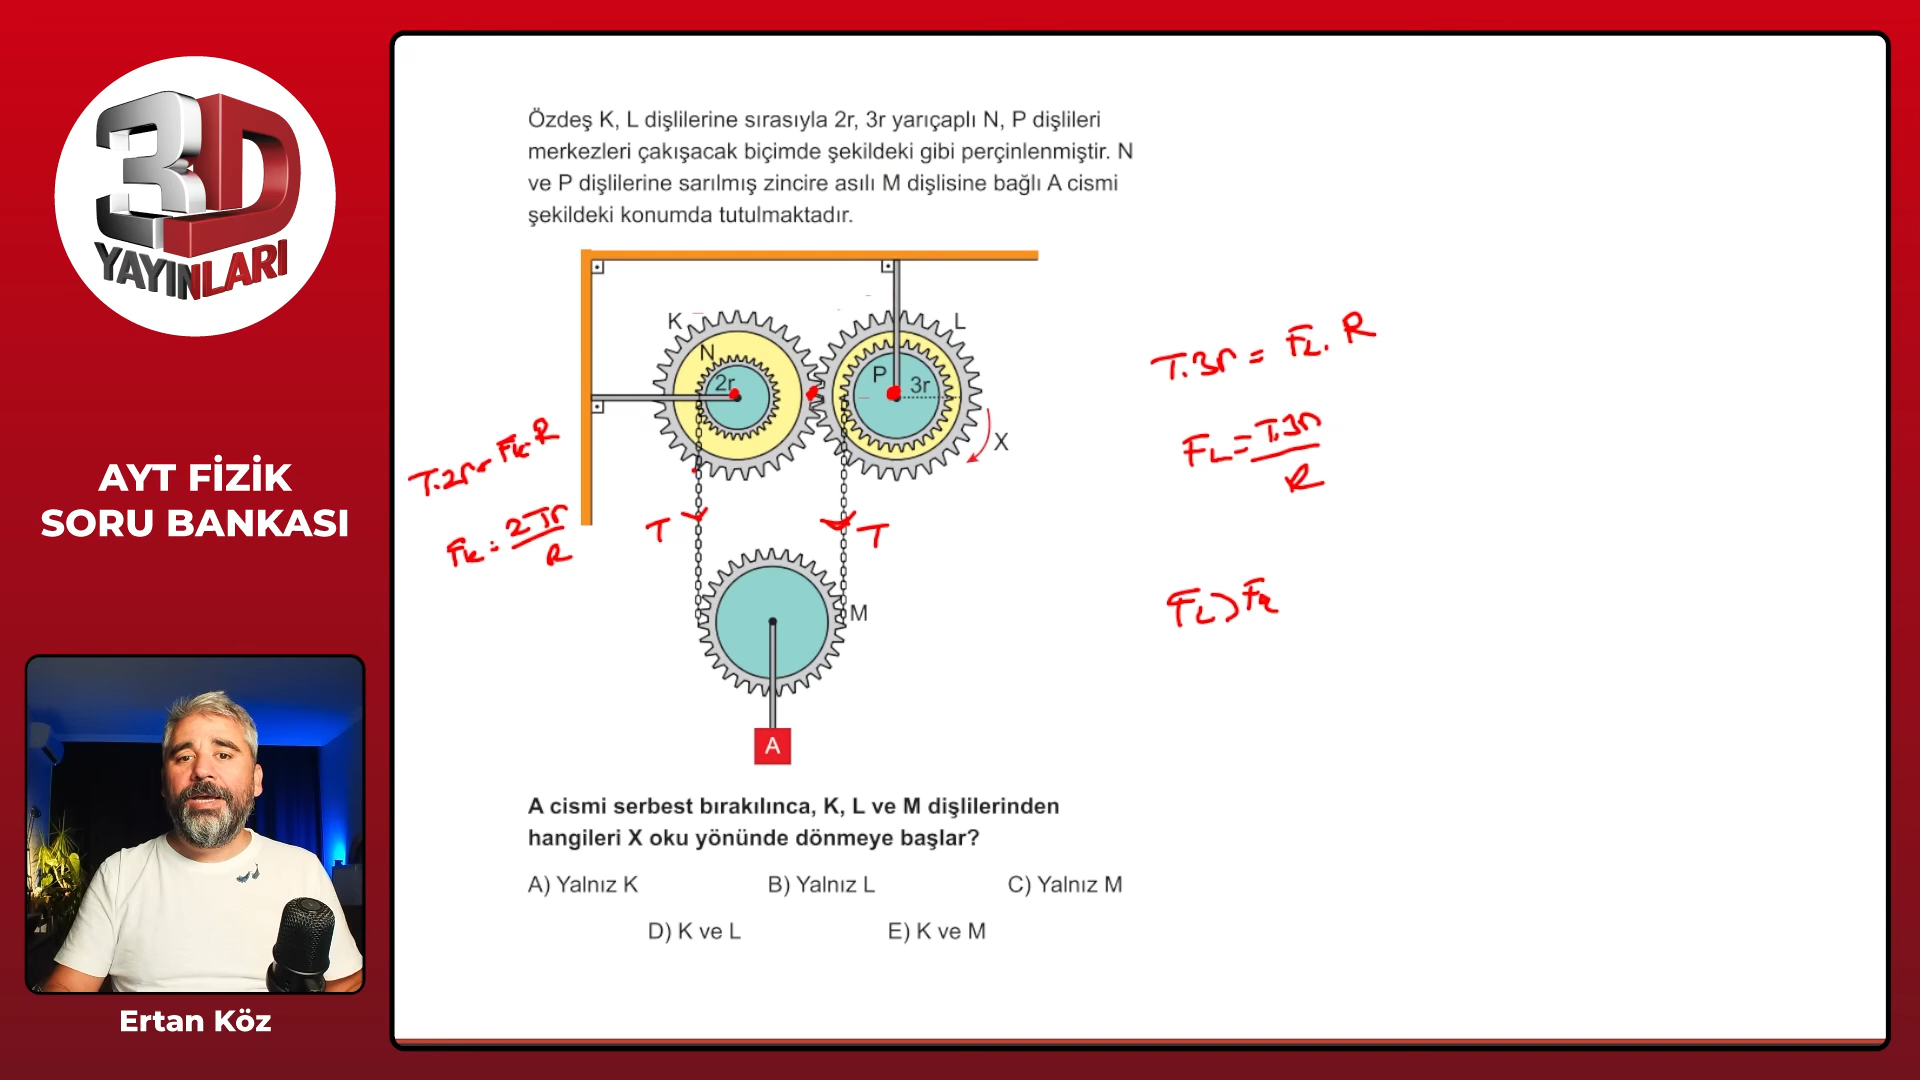 3D
YAYINLARI
AYT FİZİK
SORU BANKASI
Ertan Köz
Özdeş K, L dişlilerine sırasıyla 2r, 3r yarıçaplı N, P dişlileri
merkezleri çakışacak biçimde şekildeki gibi perçinlenmiştir. N
ve P dişlilerine sarılmış zincire asılı M dişlisine bağlı A cismi
şekildeki konumda tutulmaktadır.
K
L
N
2r
P
3r
X
M
A
T
T
T.2r = FK R
FK = 2Tr / R
T.3r = FL. R
FL = T.3r / R
FL > FK
A cismi serbest bırakılınca, K, L ve M dişlilerinden
hangileri X oku yönünde dönmeye başlar?
A) Yalnız K B) Yalnız L C) Yalnız M
D) K ve L E) K ve M